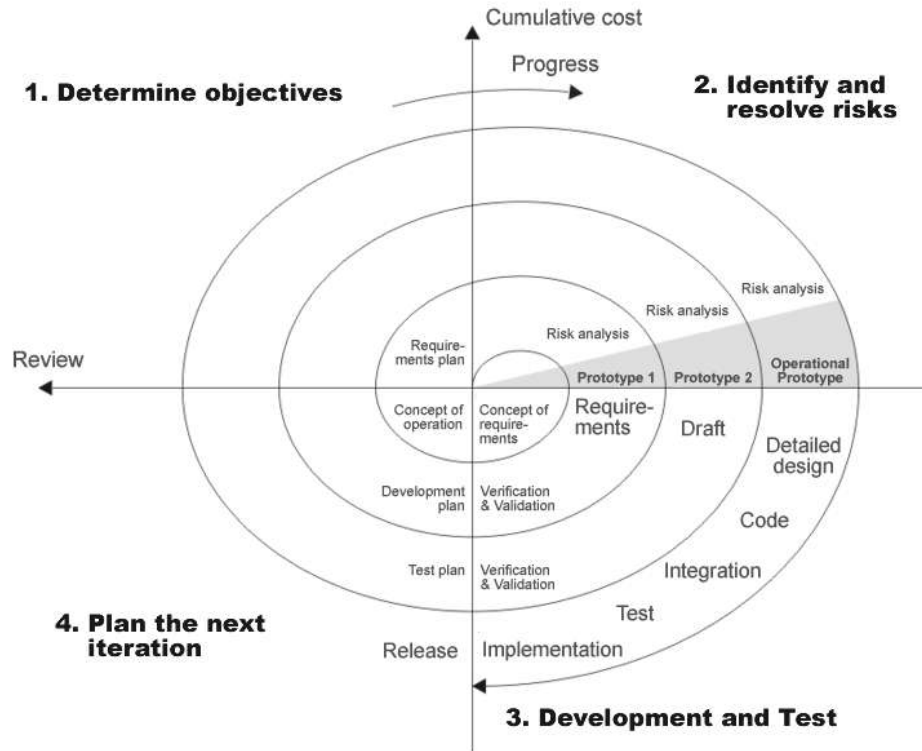 Cumulative cost
Progress
1. Determine objectives
2. Identify and
resolve risks
Risk analysis
Risk analysis
Risk analysis
Require-
ments plan
Review
Prototype 1
Prototype 2
Operational
Prototype
Concept of
operation
Concept of
require-
ments
Require-
ments
Draft
Detailed
design
Development
plan
Verification
& Validation
Code
Test plan
Verification
& Validation
Integration
Test
4. Plan the next
iteration
Release
Implementation
3. Development and Test